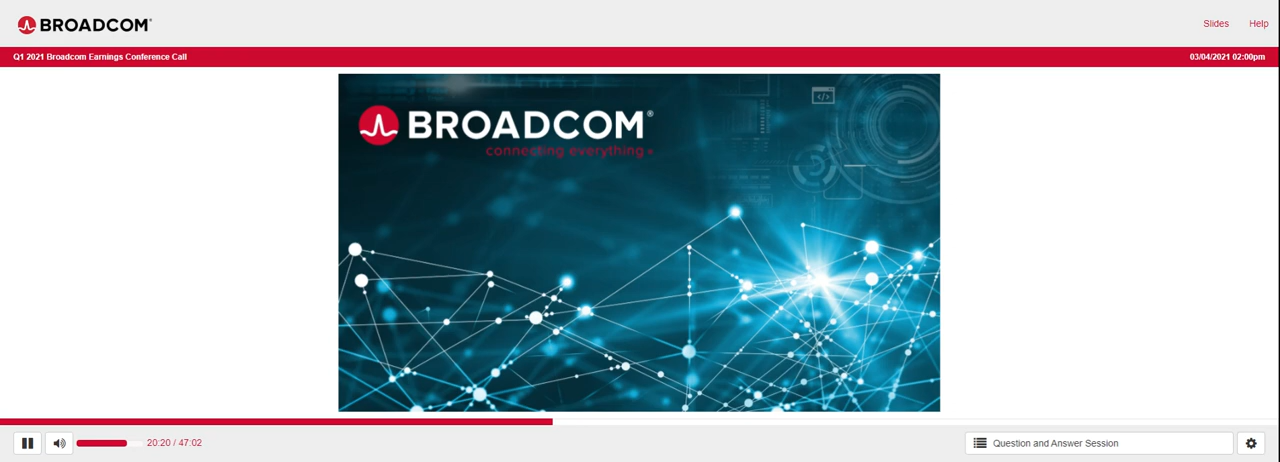 BROADCOM®
Slides Help
Q1 2021 Broadcom Earnings Conference Call 03/04/2021 02:00pm
</>
BROADCOM®
connecting everything®
20:20 / 47:02
Question and Answer Session